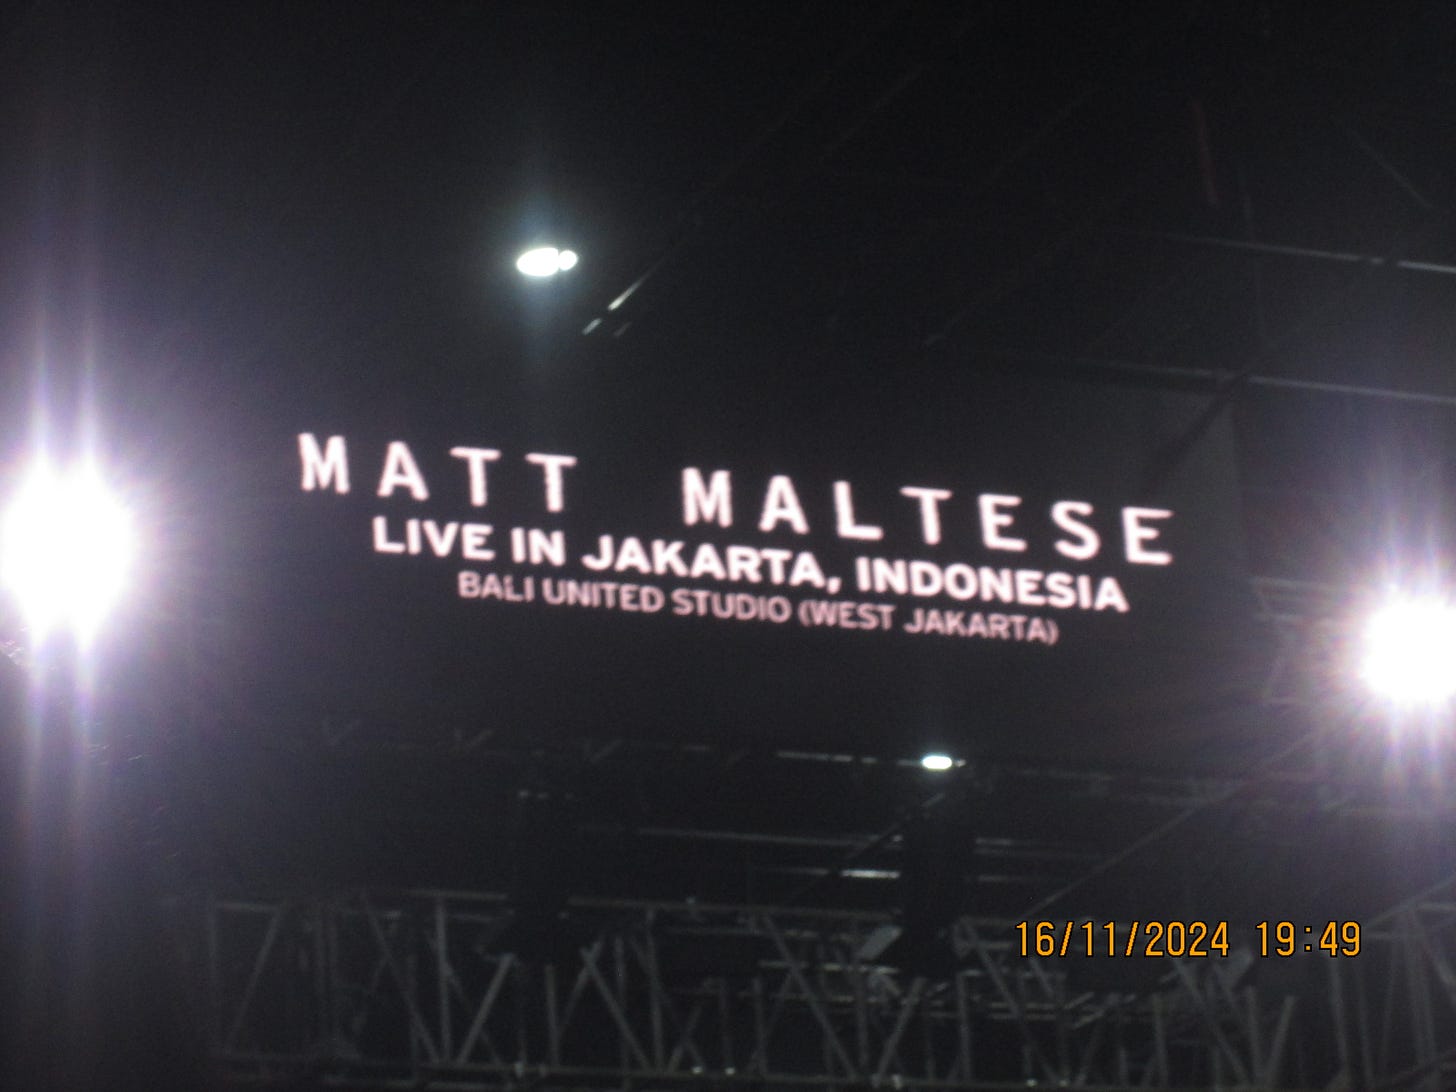 MATT MALTESE
LIVE IN JAKARTA, INDONESIA
BALI UNITED STUDIO (WEST JAKARTA)
16/11/2024 19:49